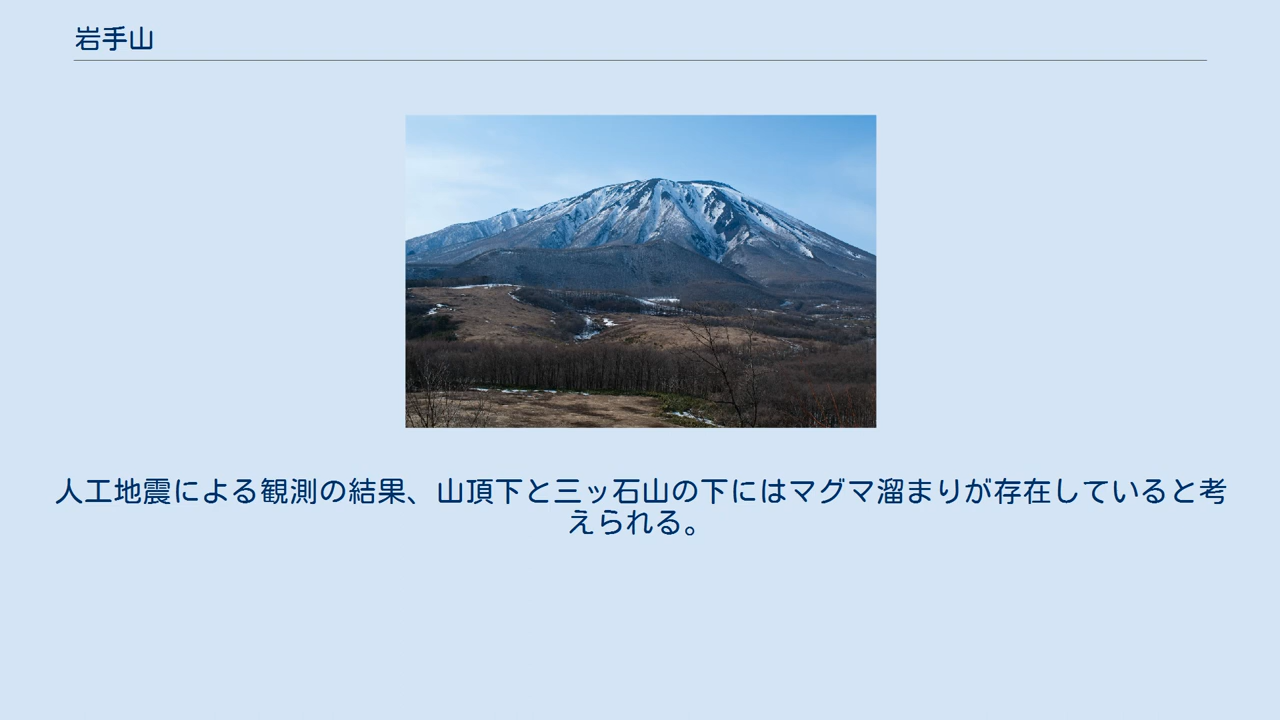 岩手山
人工地震による観測の結果、山頂下と三ッ石山の下にはマグマ溜まりが存在していると考
えられる。